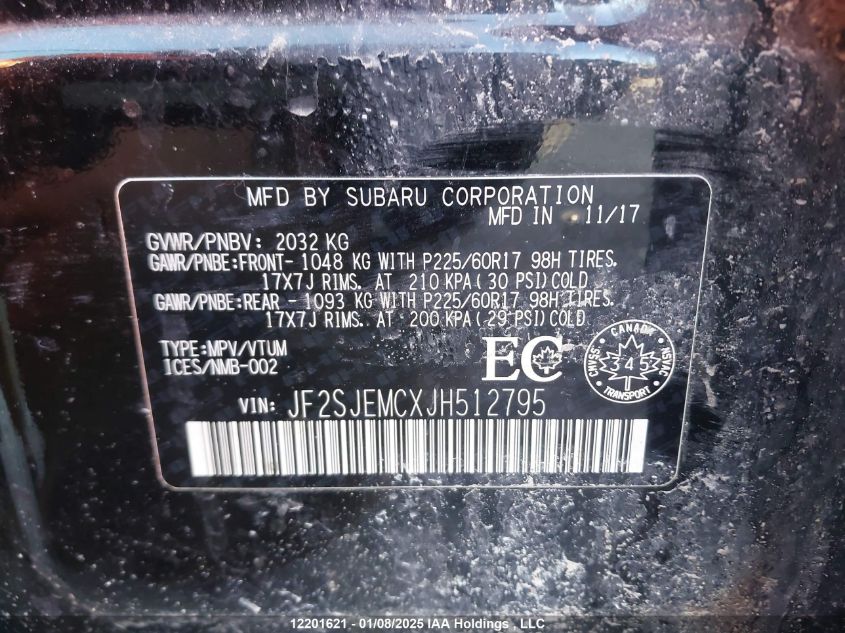 MFD BY SUBARU CORPORATION
MFD IN 11/17
GVWR/PNBV: 2032 KG
GAWR/PNBE:FRONT- 1048 KG WITH P225/60R17 98H TIRES.
17X7J RIMS. AT 210 KPA(30 PSI)COLD
GAWR/PNBE:REAR - 1093 KG WITH P225/60R17 98H TIRES.
17X7J RIMS. AT 200 KPA(29 PSI)COLD
TYPE:MPV/VTUM
ICES/NMB-002
EC
CANADA
CMVSS
345
NSVAC
TRANSPORT
VIN: JF2SJEMCXJH512795
12201621 - 01/08/2025 IAA Holdings , LLC